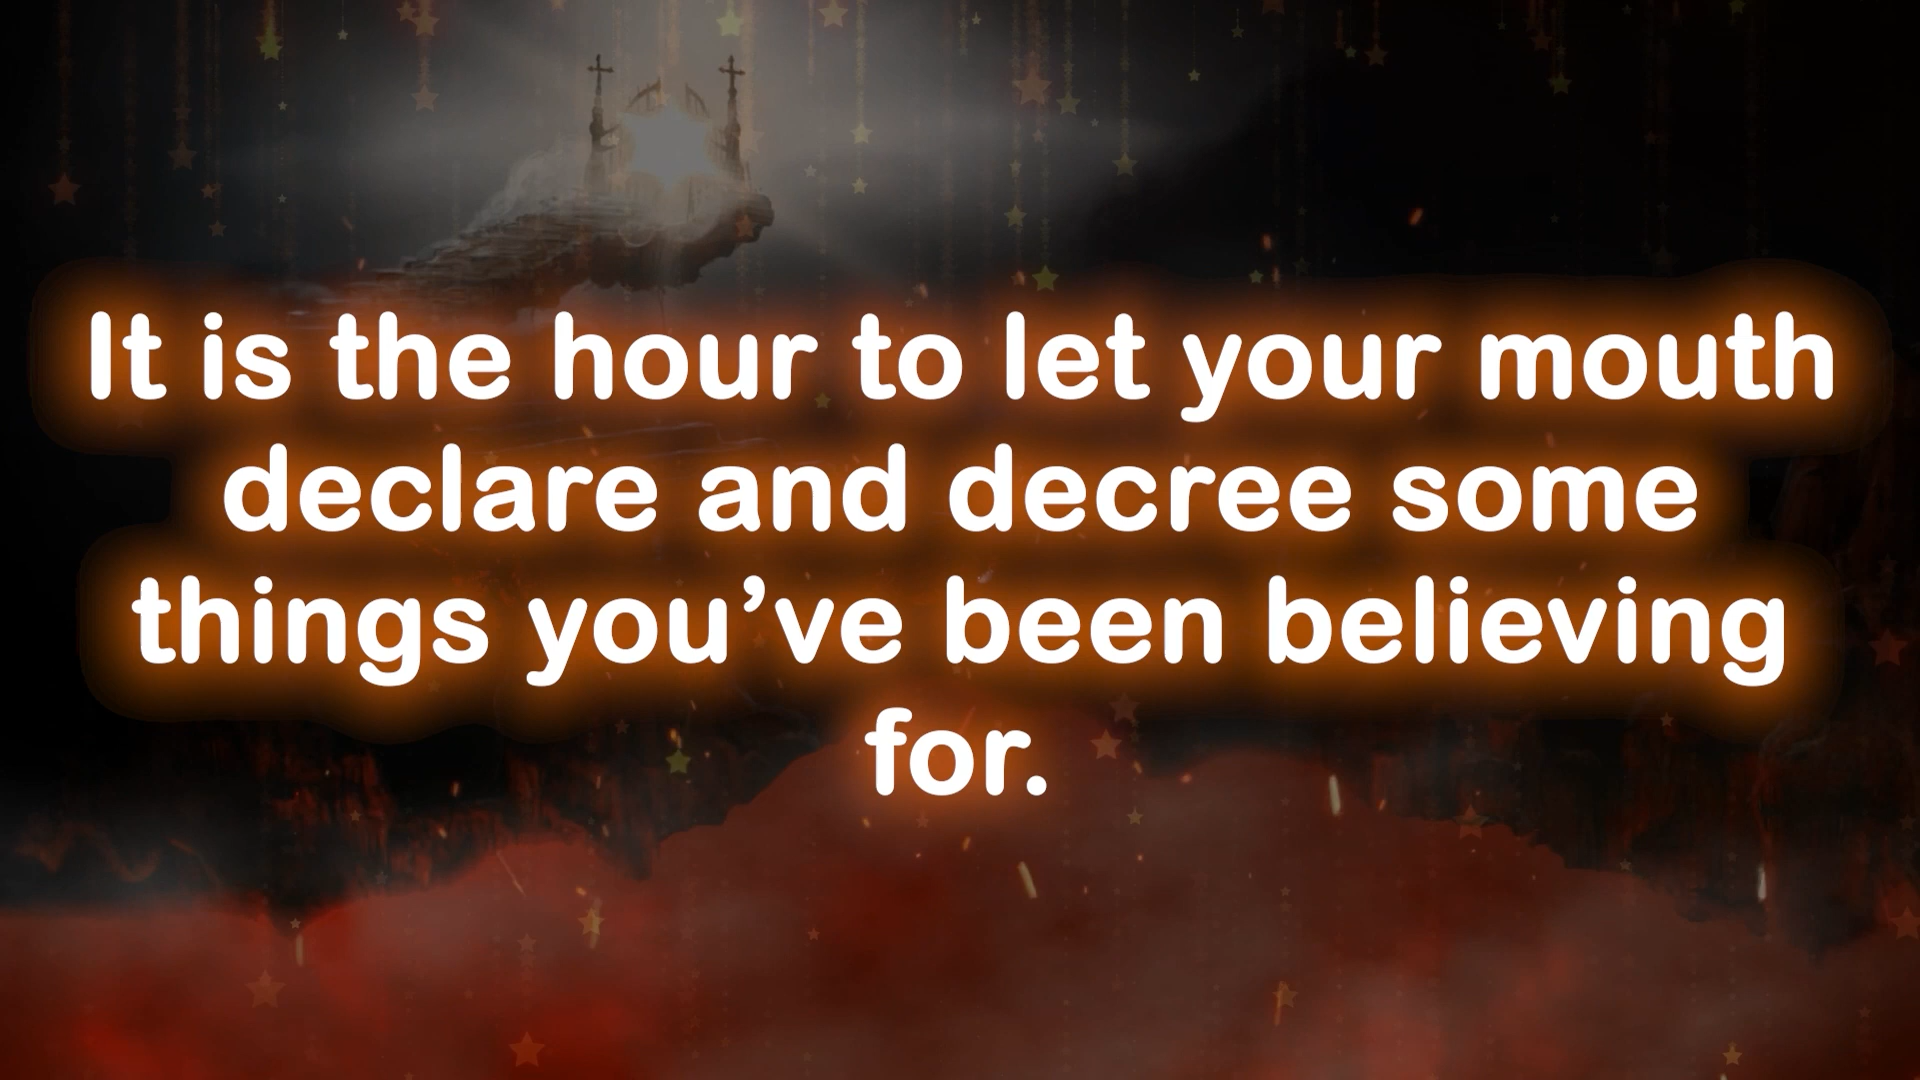 It is the hour to let your mouth
declare and decree some
things you’ve been believing
for.